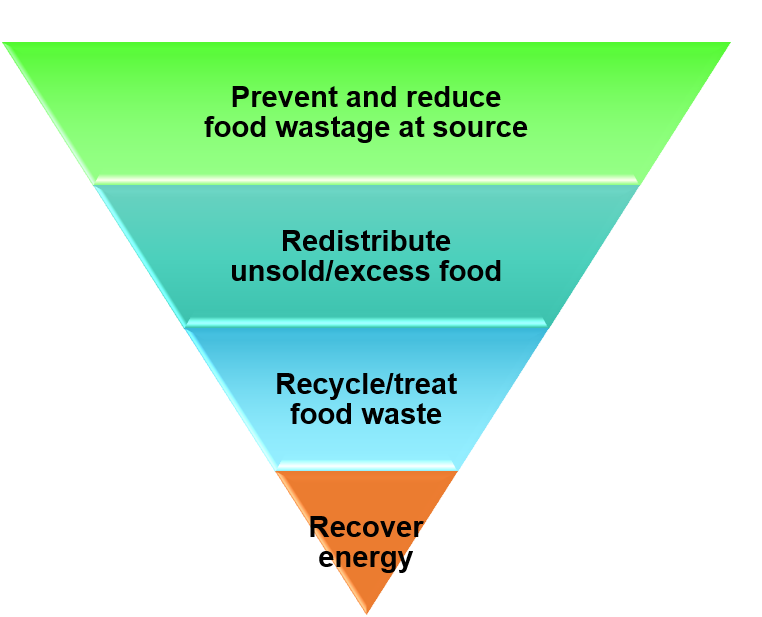 Prevent and reduce
food wastage at source
Redistribute
unsold/excess food
Recycle/treat
food waste
Recover
energy